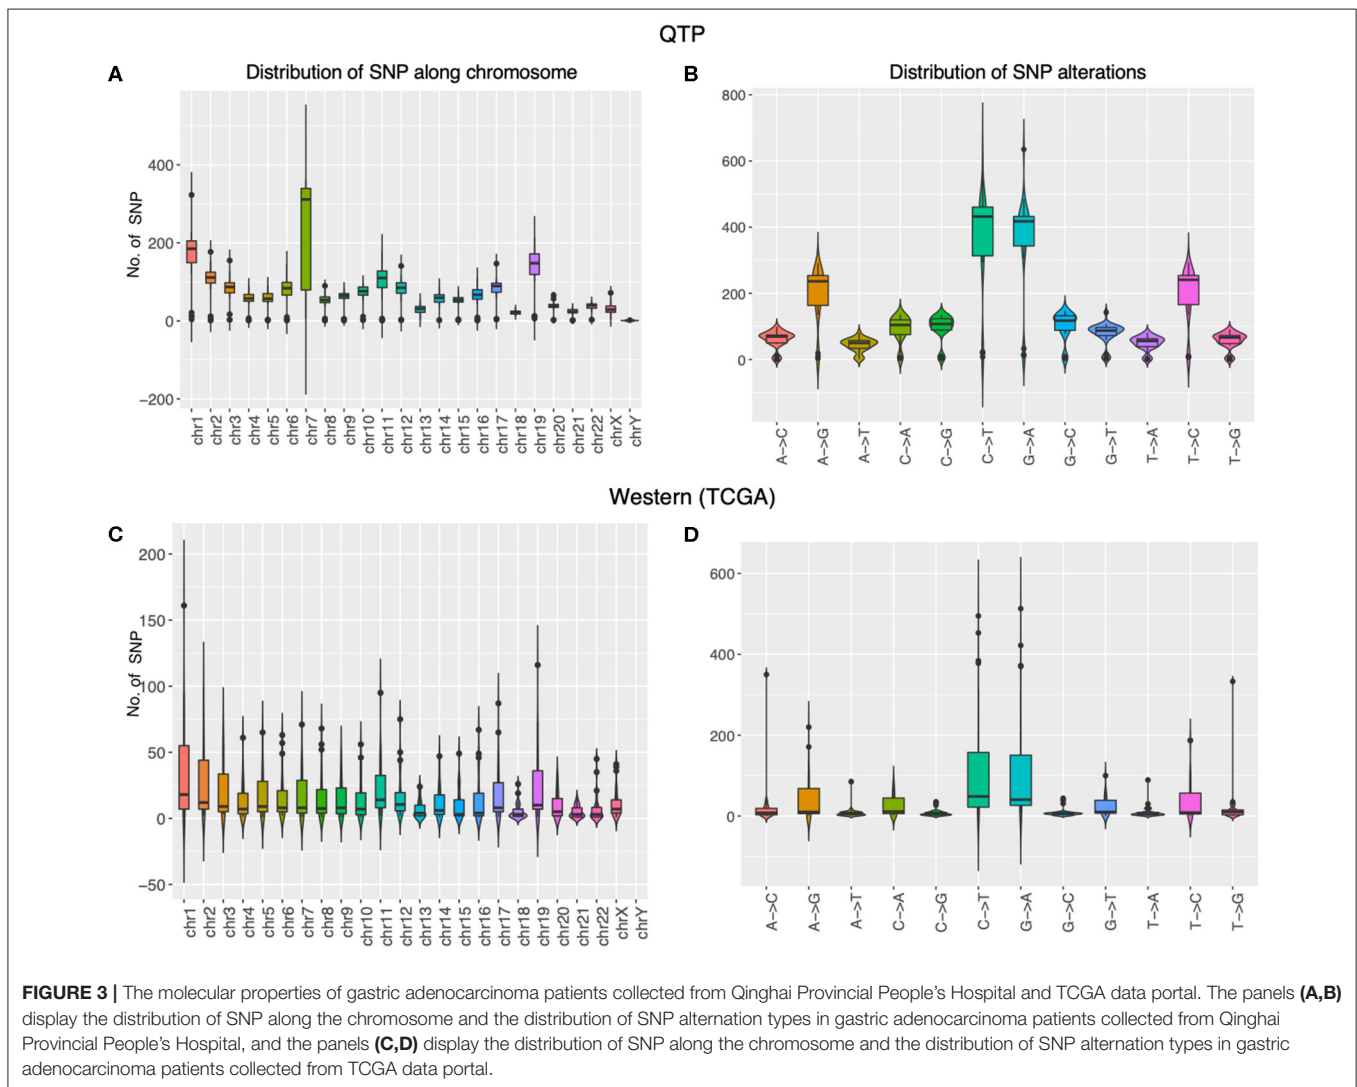 QTP
A
Distribution of SNP along chromosome
No. of SNP
400
200
0
−200
chr1 chr2 chr3 chr4 chr5 chr6 chr7 chr8 chr9 chr10 chr11 chr12 chr13 chr14 chr15 chr16 chr17 chr18 chr19 chr20 chr21 chr22 chrX chrY
B
Distribution of SNP alterations
800
600
400
200
0
A−>C A−>G A−>T C−>A C−>G C−>T G−>A G−>C G−>T T−>A T−>C T−>G
Western (TCGA)
C
No. of SNP
200
150
100
50
0
−50
chr1 chr2 chr3 chr4 chr5 chr6 chr7 chr8 chr9 chr10 chr11 chr12 chr13 chr14 chr15 chr16 chr17 chr18 chr19 chr20 chr21 chr22 chrX chrY
D
600
400
200
0
A−>C A−>G A−>T C−>A C−>G C−>T G−>A G−>C G−>T T−>A T−>C T−>G
FIGURE 3 | The molecular properties of gastric adenocarcinoma patients collected from Qinghai Provincial People's Hospital and TCGA data portal. The panels (A,B)
display the distribution of SNP along the chromosome and the distribution of SNP alternation types in gastric adenocarcinoma patients collected from Qinghai
Provincial People's Hospital, and the panels (C,D) display the distribution of SNP along the chromosome and the distribution of SNP alternation types in gastric
adenocarcinoma patients collected from TCGA data portal.